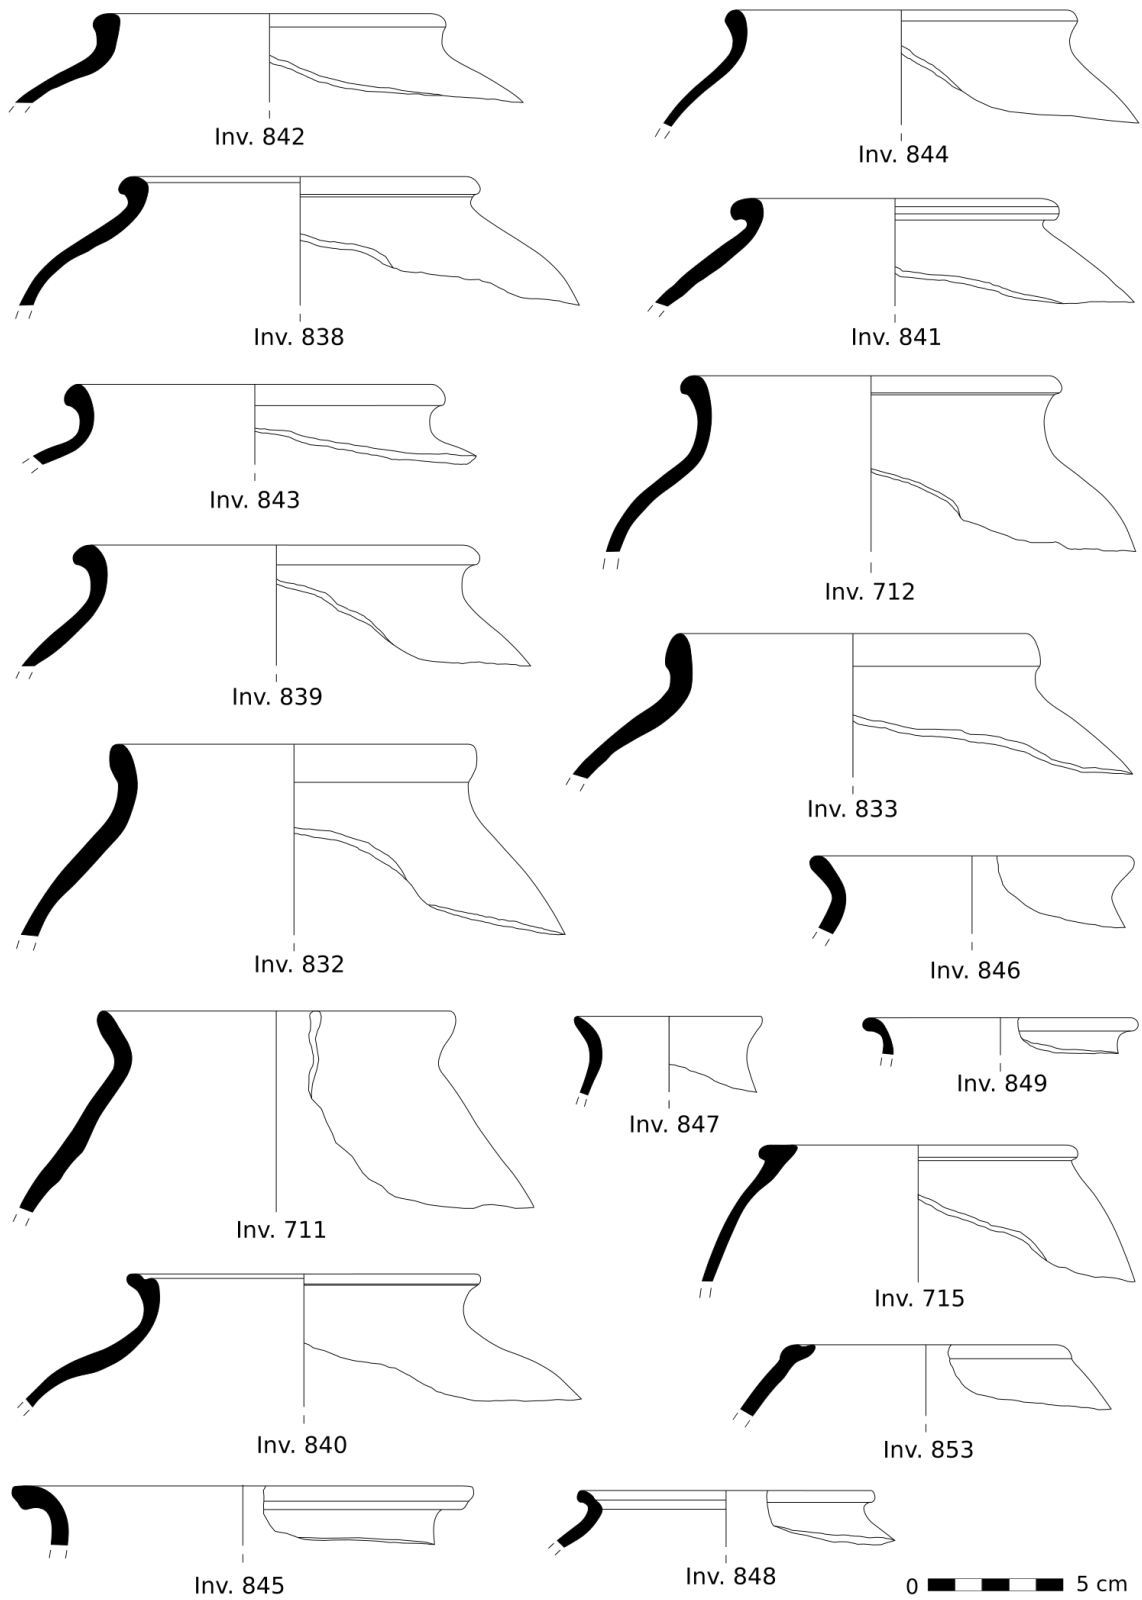 Inv. 842
Inv. 844
Inv. 838
Inv. 841
Inv. 843
Inv. 712
Inv. 839
Inv. 833
Inv. 832
Inv. 846
Inv. 847
Inv. 849
Inv. 711
Inv. 715
Inv. 840
Inv. 853
Inv. 845
Inv. 848
0 5 cm